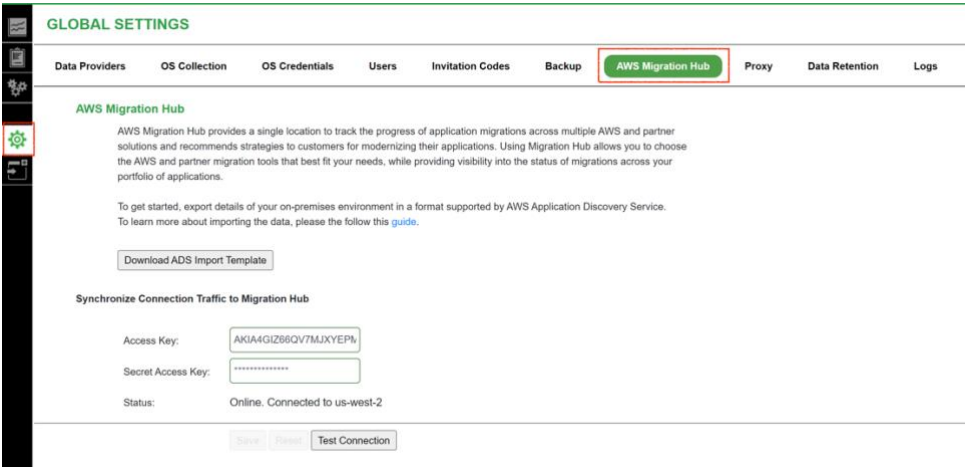 GLOBAL SETTINGS
Data Providers OS Collection OS Credentials Users Invitation Codes Backup AWS Migration Hub Proxy Data Retention Logs
AWS Migration Hub
AWS Migration Hub provides a single location to track the progress of application migrations across multiple AWS and partner
solutions and recommends strategies to customers for modernizing their applications. Using Migration Hub allows you to choose
the AWS and partner migration tools that best fit your needs, while providing visibility into the status of migrations across your
portfolio of applications.
To get started, export details of your on-premises environment in a format supported by AWS Application Discovery Service.
To learn more about importing the data, please the follow this guide.
Download ADS Import Template
Synchronize Connection Traffic to Migration Hub
Access Key: AKIA4GIZ66QV7MJXYEPM
Secret Access Key: **************
Status: Online. Connected to us-west-2
Save Reset Test Connection